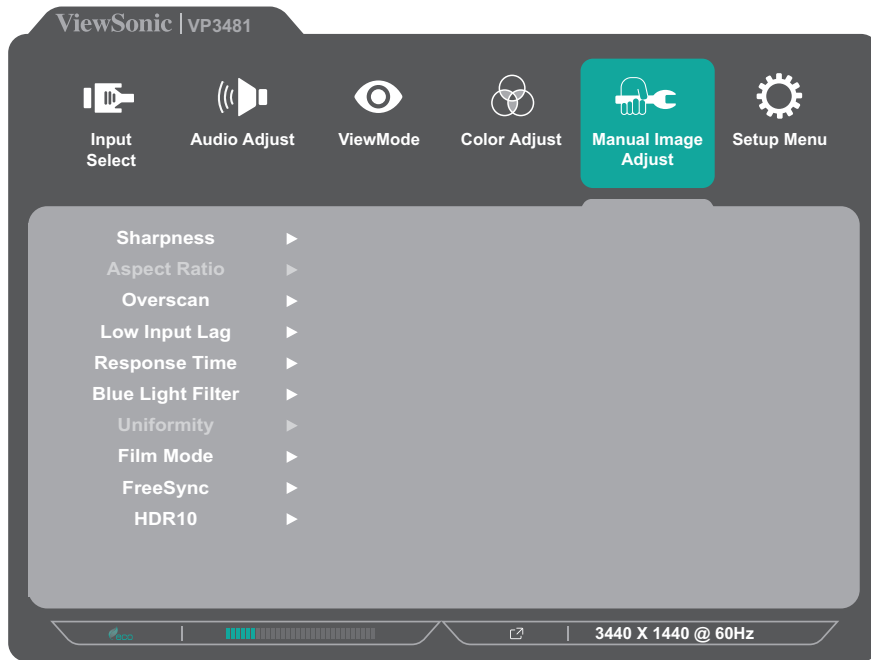 ViewSonic | VP3481
Input Select
Audio Adjust
ViewMode
Color Adjust
Manual Image Adjust
Setup Menu
Sharpness
Aspect Ratio
Overscan
Low Input Lag
Response Time
Blue Light Filter
Uniformity
Film Mode
FreeSync
HDR10
eco
3440 X 1440 @ 60Hz